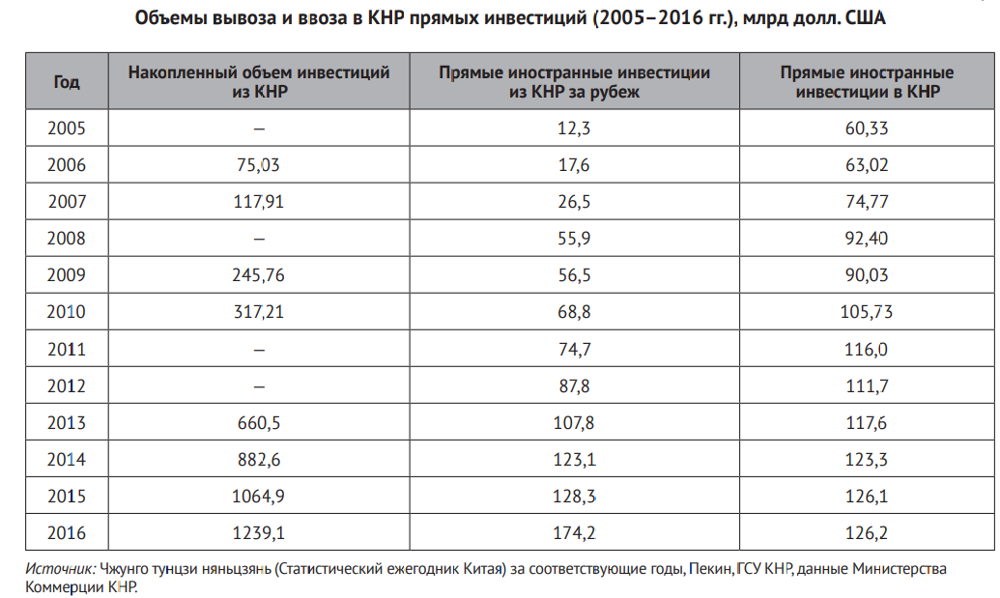 Объемы вывоза и ввоза в КНР прямых инвестиций (2005–2016 гг.), млрд долл. США
Год Накопленный объем инвестиций из КНР Прямые иностранные инвестиции из КНР за рубеж Прямые иностранные инвестиции в КНР
2005 — 12,3 60,33
2006 75,03 17,6 63,02
2007 117,91 26,5 74,77
2008 — 55,9 92,40
2009 245,76 56,5 90,03
2010 317,21 68,8 105,73
2011 — 74,7 116,0
2012 — 87,8 111,7
2013 660,5 107,8 117,6
2014 882,6 123,1 123,3
2015 1064,9 128,3 126,1
2016 1239,1 174,2 126,2
Источник: Чжунго тунцзи няньцзянь (Статистический ежегодник Китая) за соответствующие годы, Пекин, ГСУ КНР, данные Министерства
Коммерции КНР.